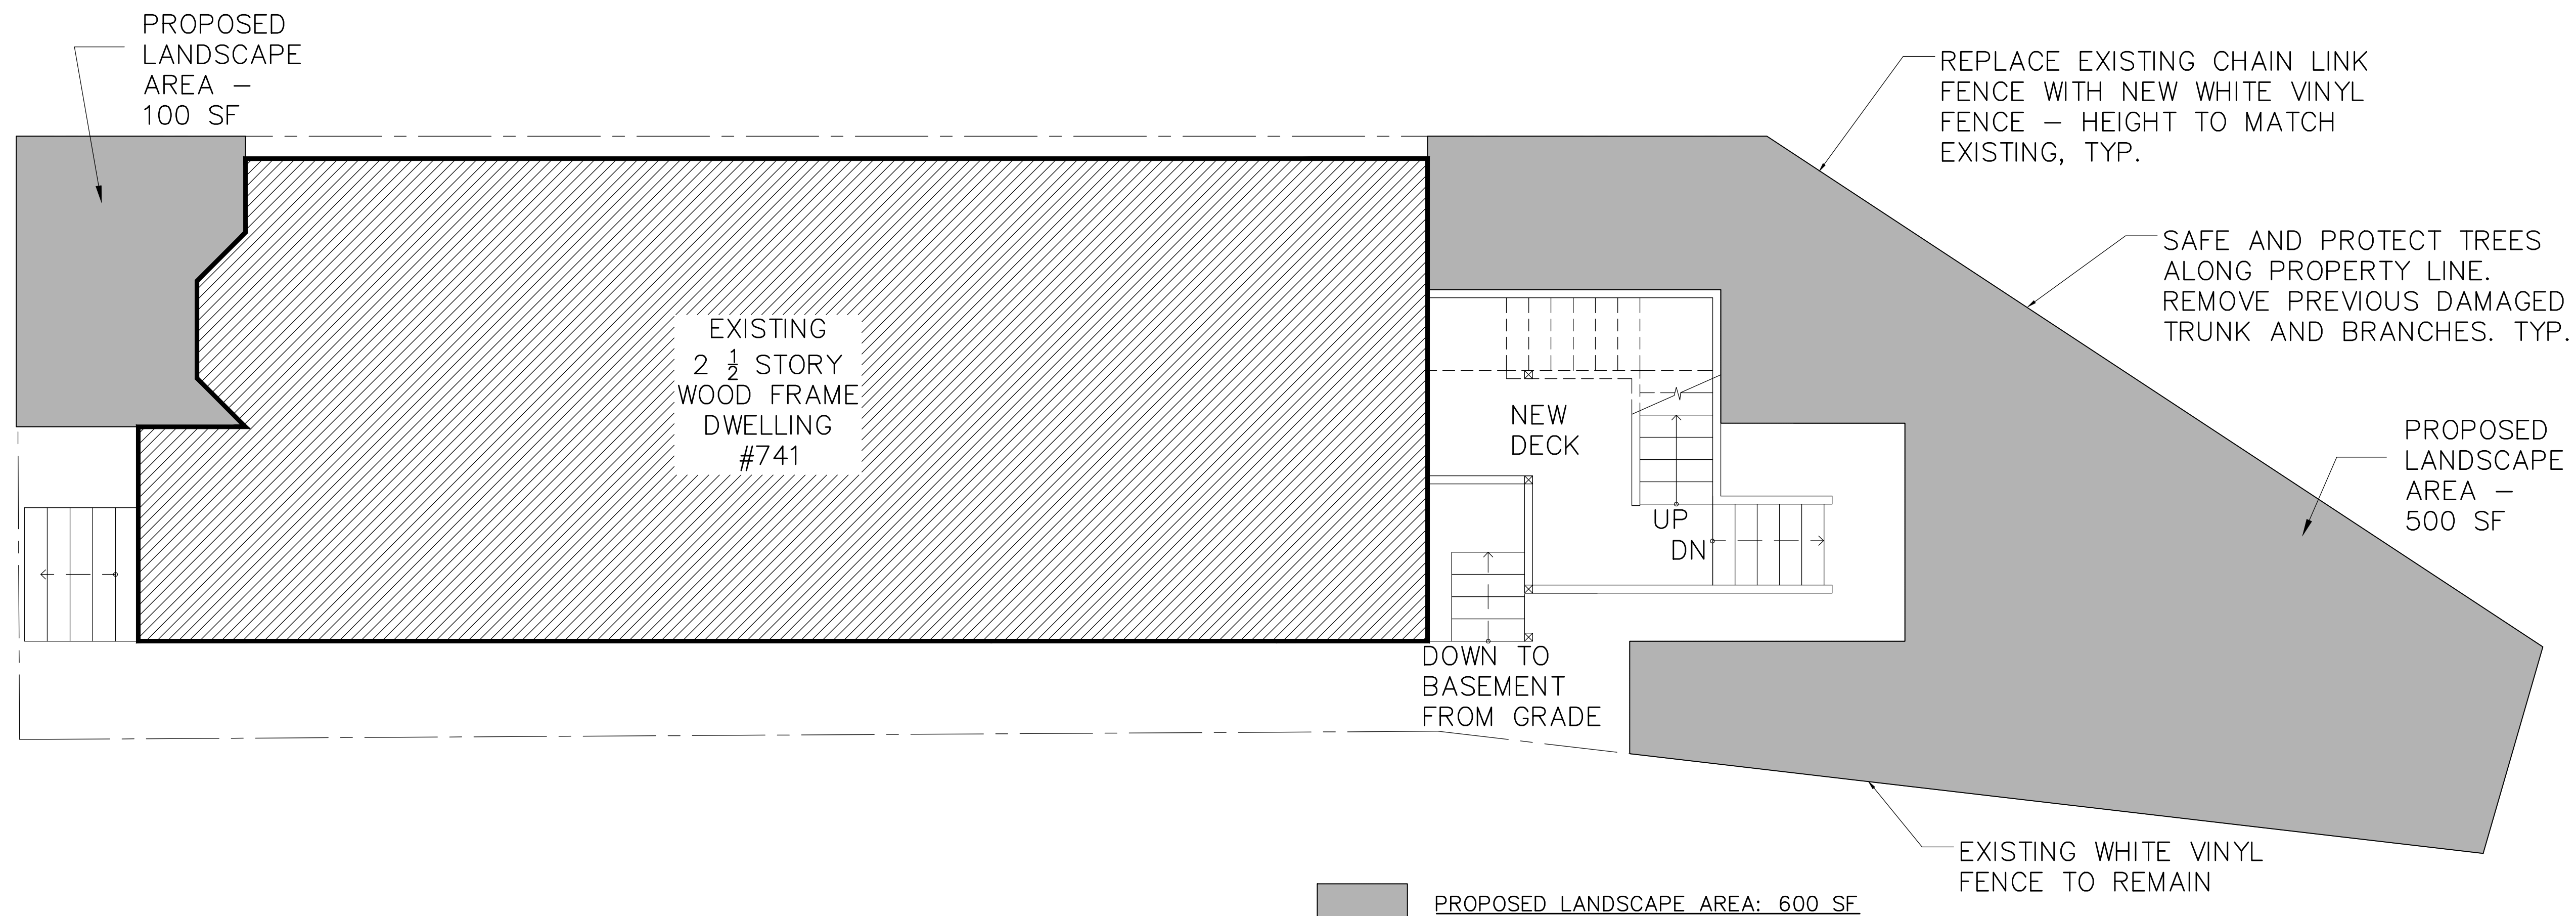 PROPOSED
LANDSCAPE
AREA –
100 SF
REPLACE EXISTING CHAIN LINK
FENCE WITH NEW WHITE VINYL
FENCE – HEIGHT TO MATCH
EXISTING, TYP.
SAFE AND PROTECT TREES
ALONG PROPERTY LINE.
REMOVE PREVIOUS DAMAGED
TRUNK AND BRANCHES. TYP.
EXISTING
2 ½ STORY
WOOD FRAME
DWELLING
#741
NEW
DECK
UP
DN
PROPOSED
LANDSCAPE
AREA –
500 SF
DOWN TO
BASEMENT
FROM GRADE
EXISTING WHITE VINYL
FENCE TO REMAIN
PROPOSED LANDSCAPE AREA: 600 SF